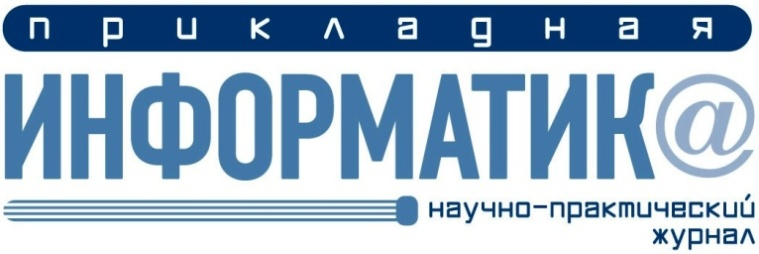 прикладная
ИНФОРМАТИК@
научно-практический
журнал